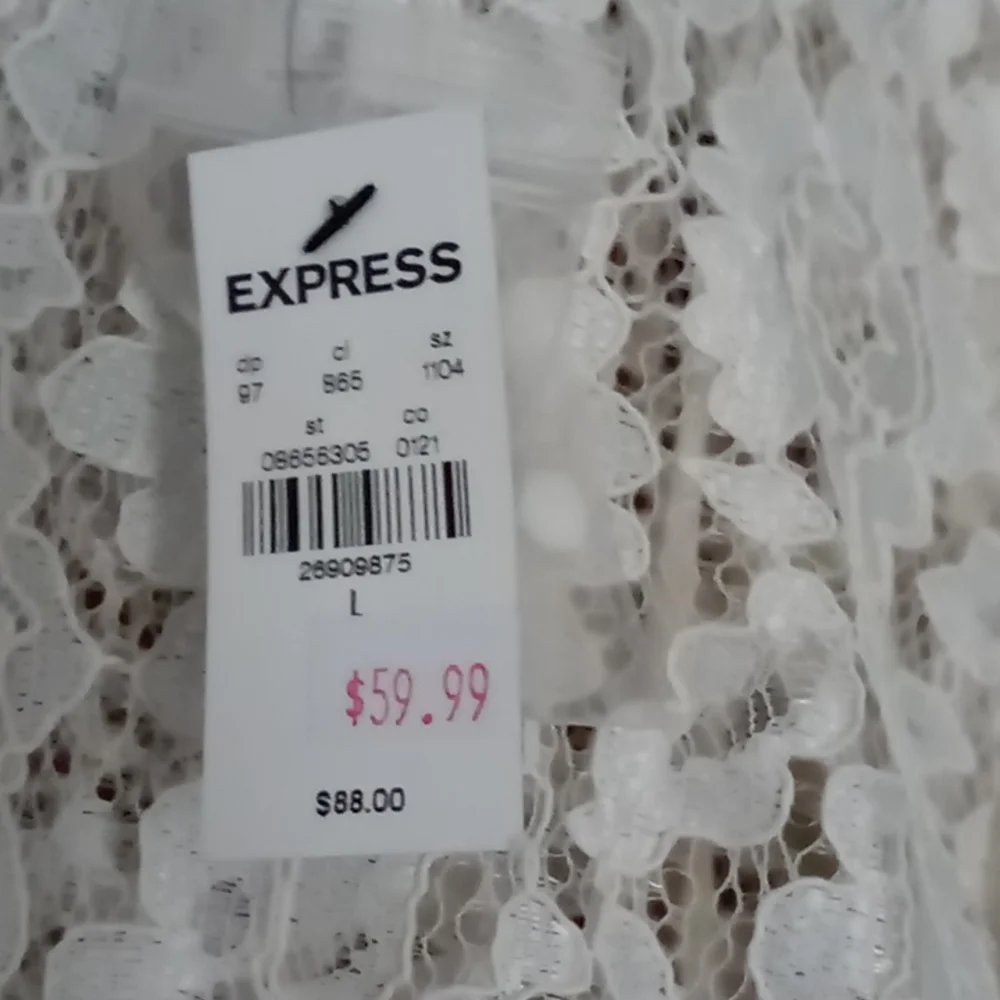 EXPRESS
dp cl sz
97 865 1104
st co
08656305 0121
26909875
L
$59.99
$88.00